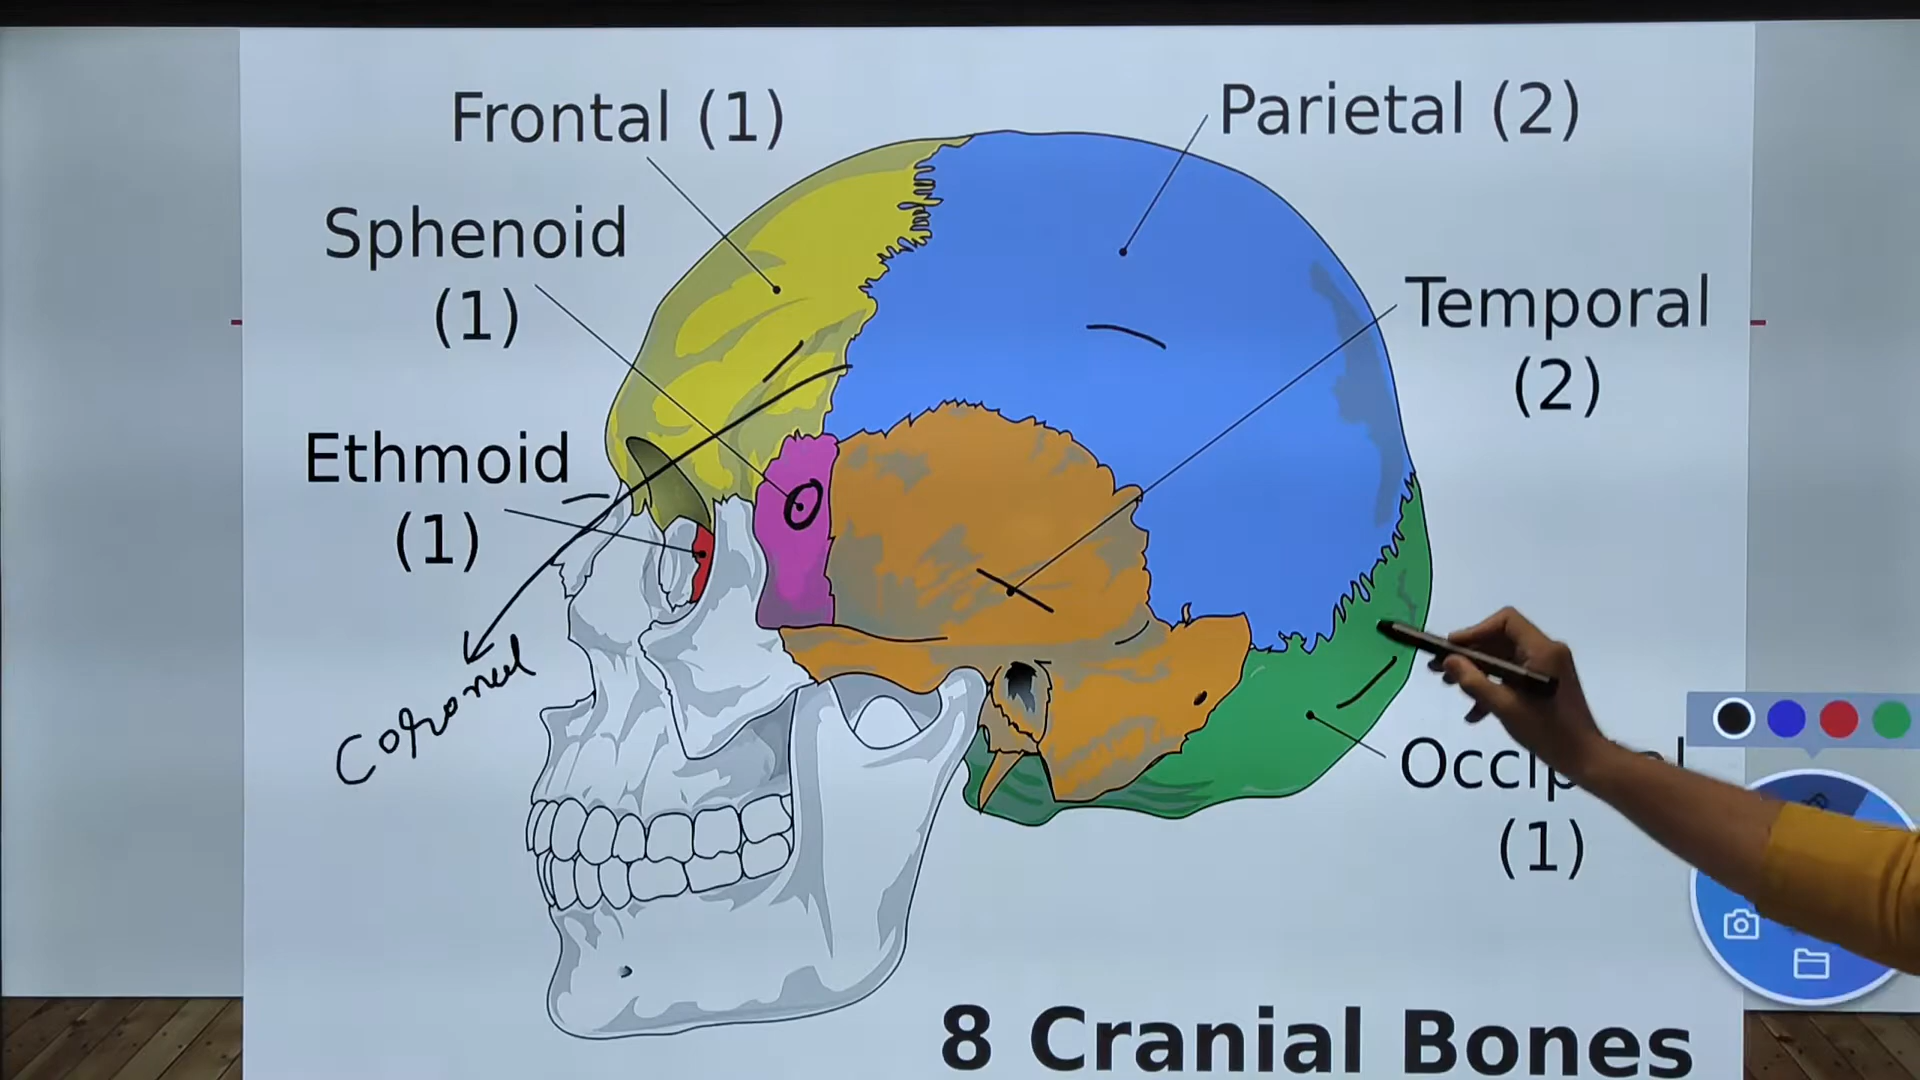 Frontal (1)
Parietal (2)
Sphenoid
(1)
Temporal
(2)
Ethmoid
(1)
Coronal
(1)
8 Cranial Bones